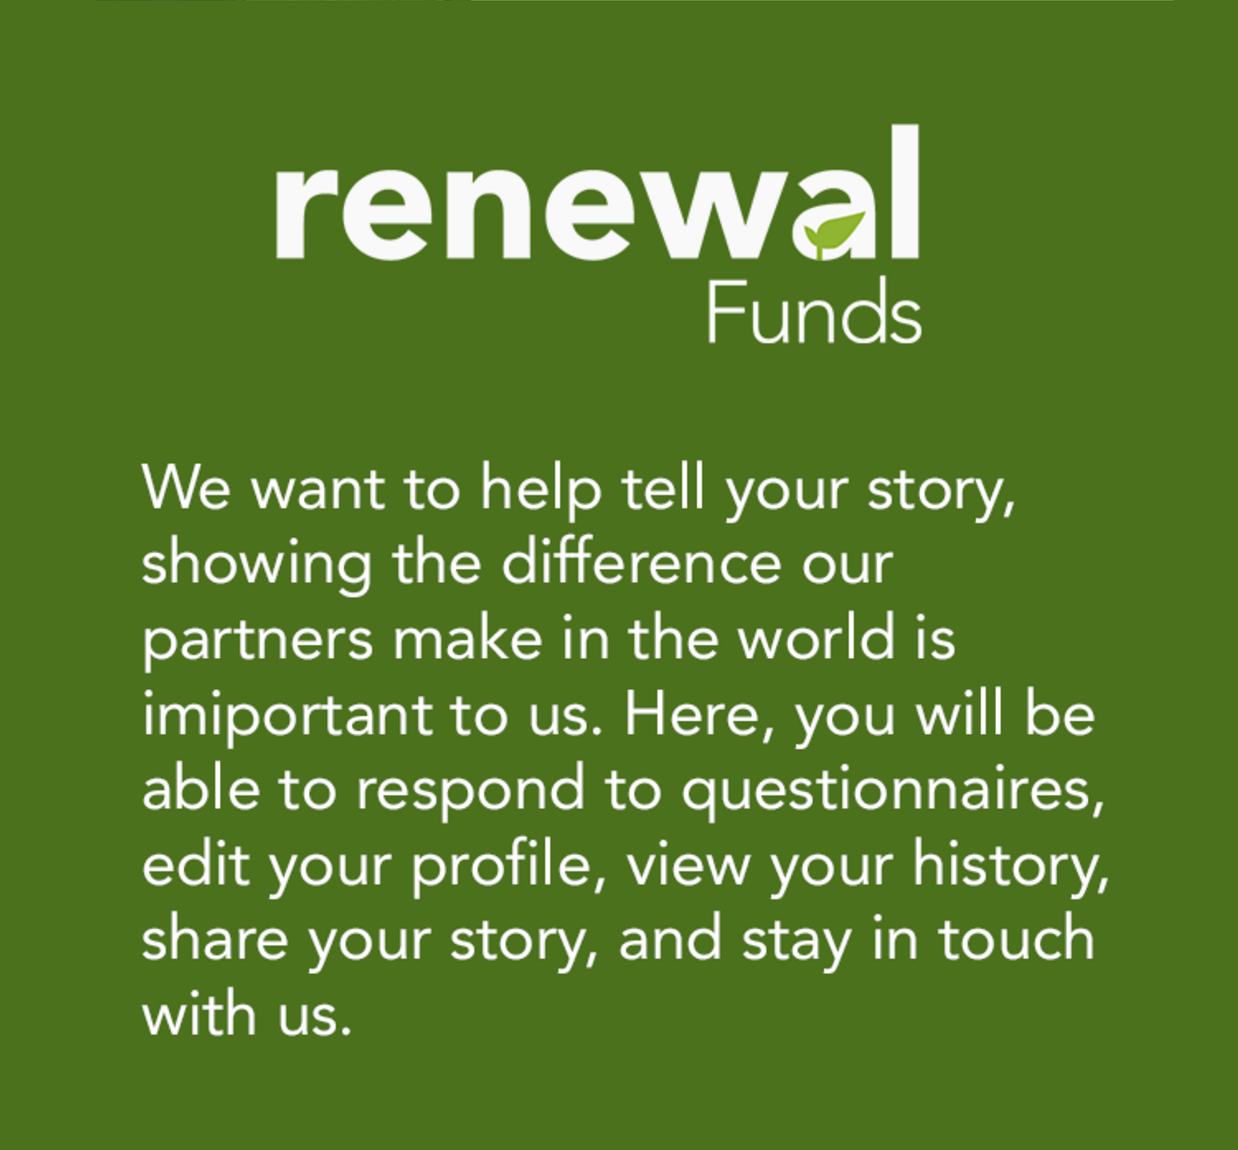 renewal
Funds
We want to help tell your story,
showing the difference our
partners make in the world is
imiportant to us. Here, you will be
able to respond to questionnaires,
edit your profile, view your history,
share your story, and stay in touch
with us.